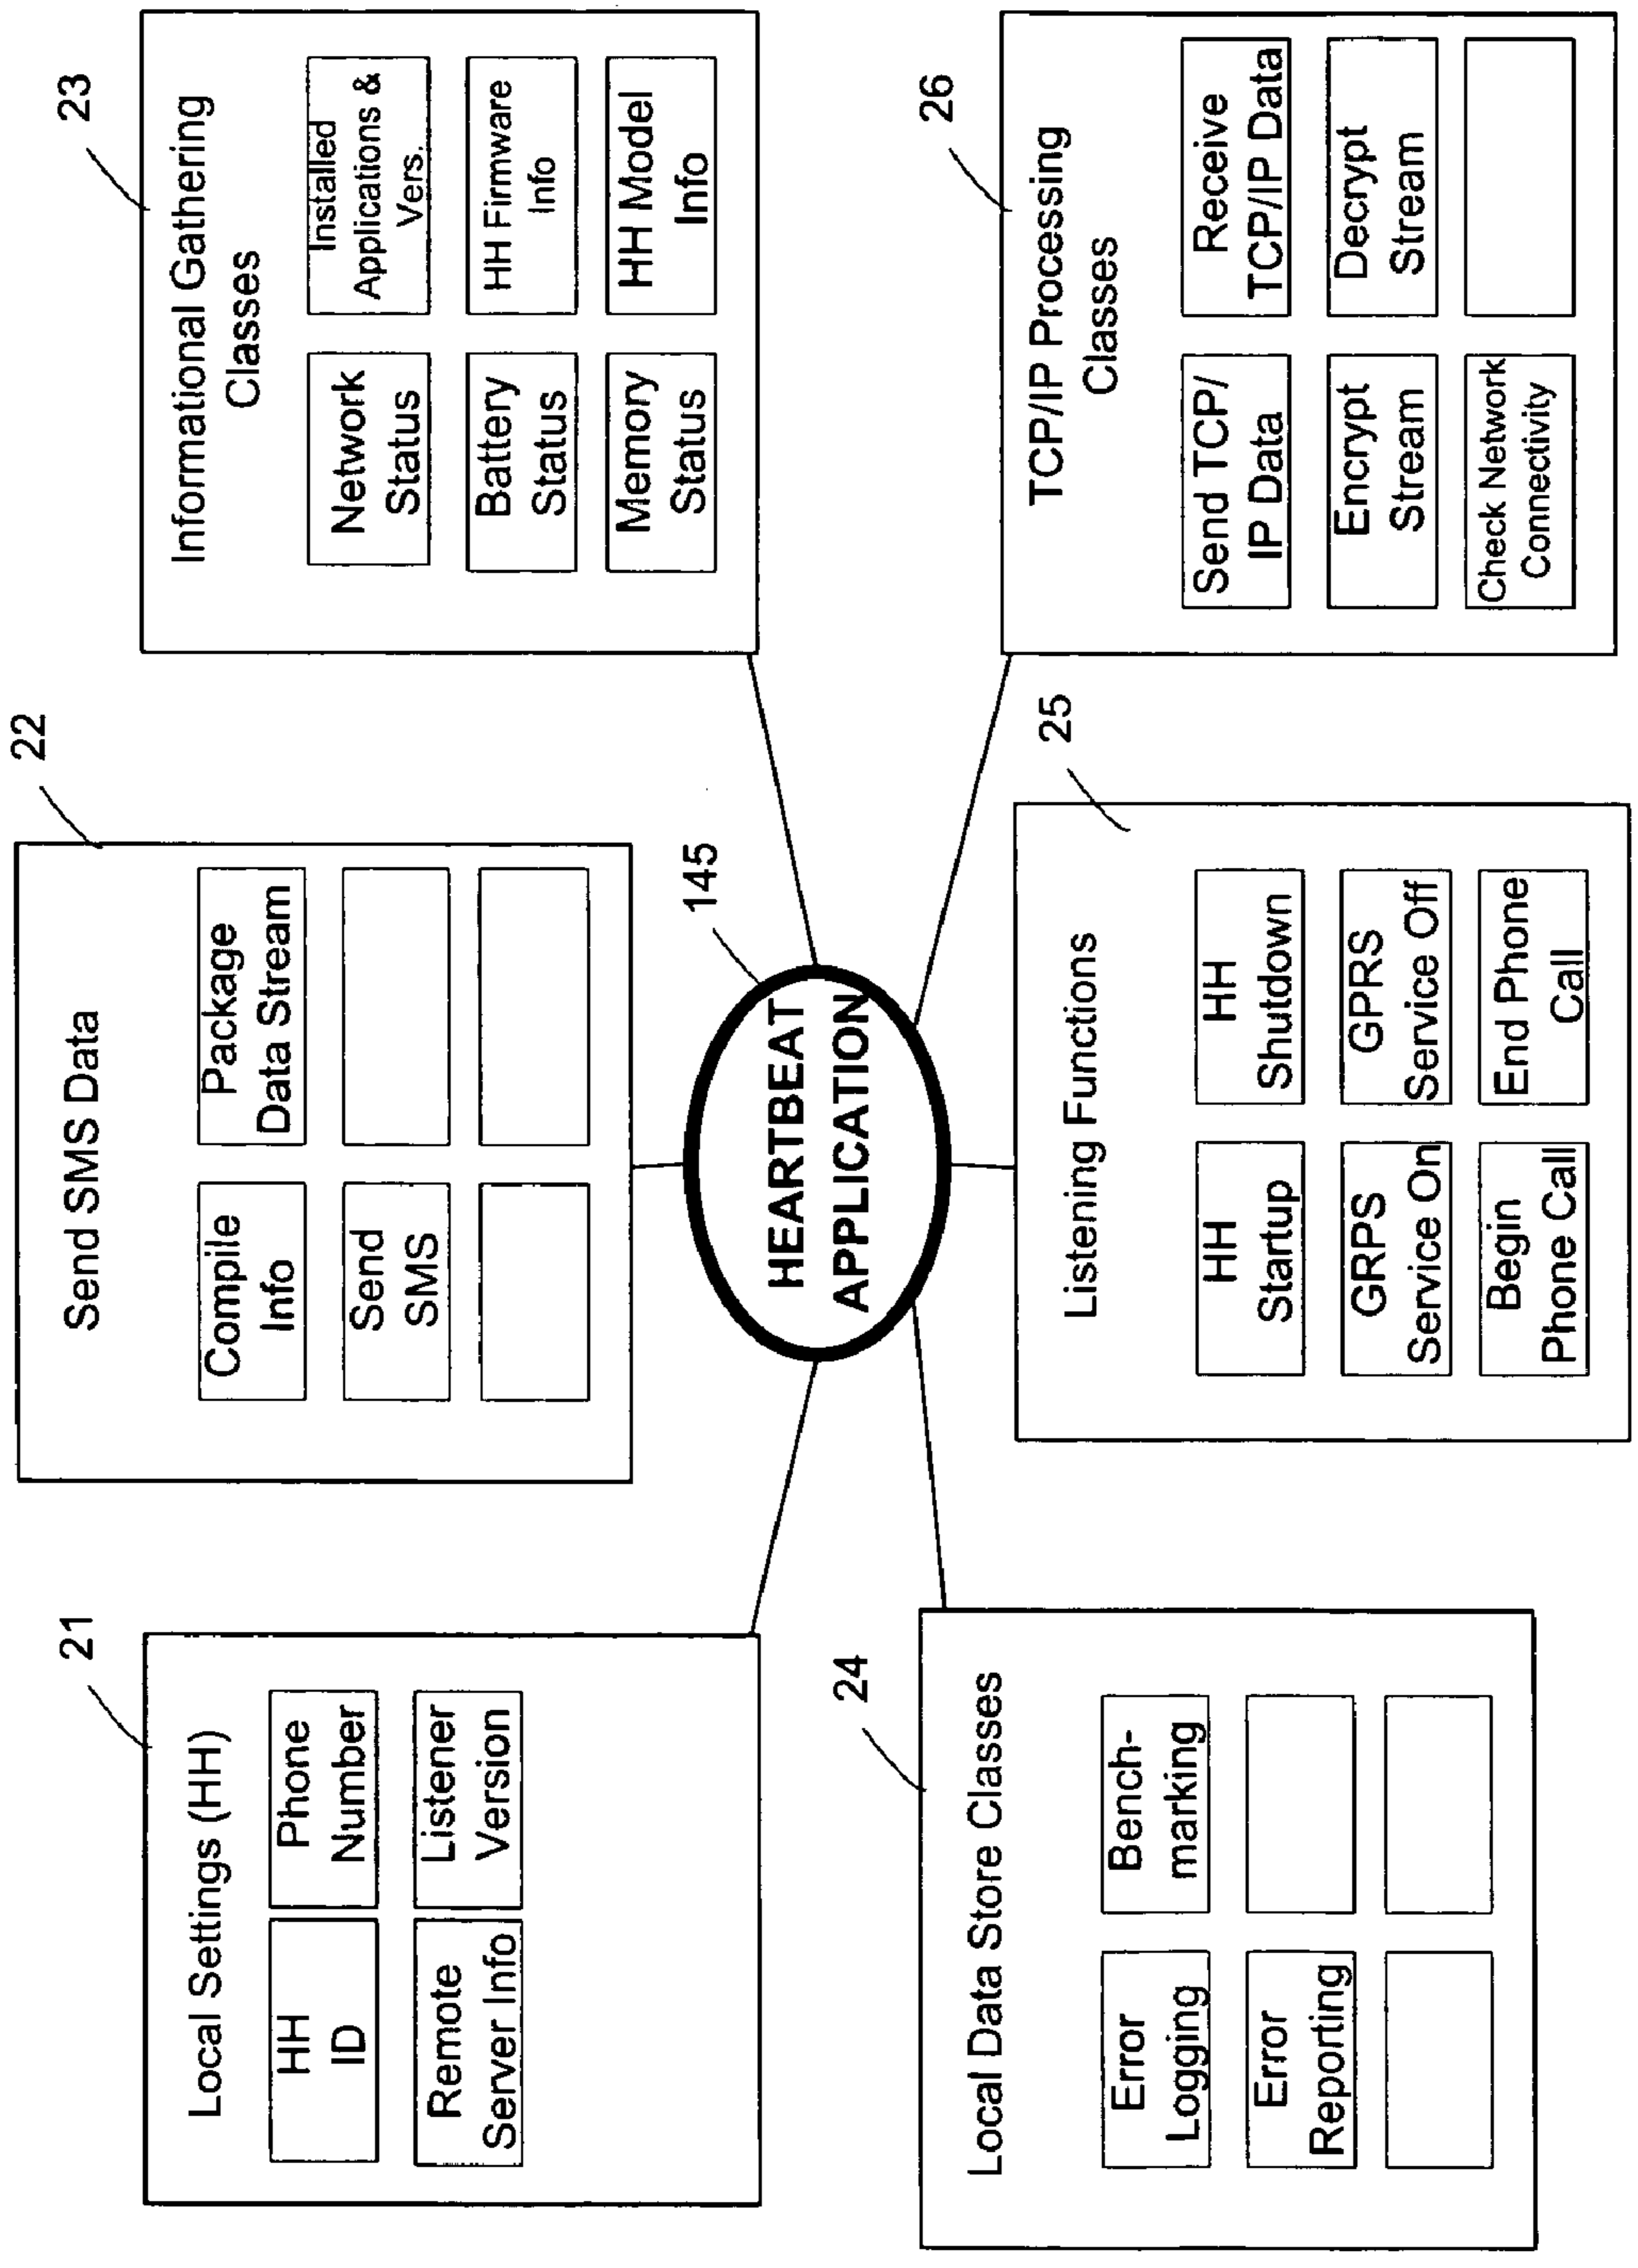 21
Local Settings (HH)
HH
ID
Phone
Number
Remote
Server Info
Listener
Version
22
Send SMS Data
Compile
Info
Package
Data Stream
Send
SMS
23
Informational Gathering
Classes
Network
Status
Installed
Applications &
Vers.
Battery
Status
HH Firmware
Info
Memory
Status
HH Model
Info
145
HEARTBEAT
APPLICATION
24
Local Data Store Classes
Error
Logging
Bench-
marking
Error
Reporting
25
Listening Functions
HH
Startup
HH
Shutdown
GRPS
Service On
GPRS
Service Off
Begin
Phone Call
End Phone
Call
26
TCP/IP Processing
Classes
Send TCP/
IP Data
Receive
TCP/IP Data
Encrypt
Stream
Decrypt
Stream
Check Network
Connectivity